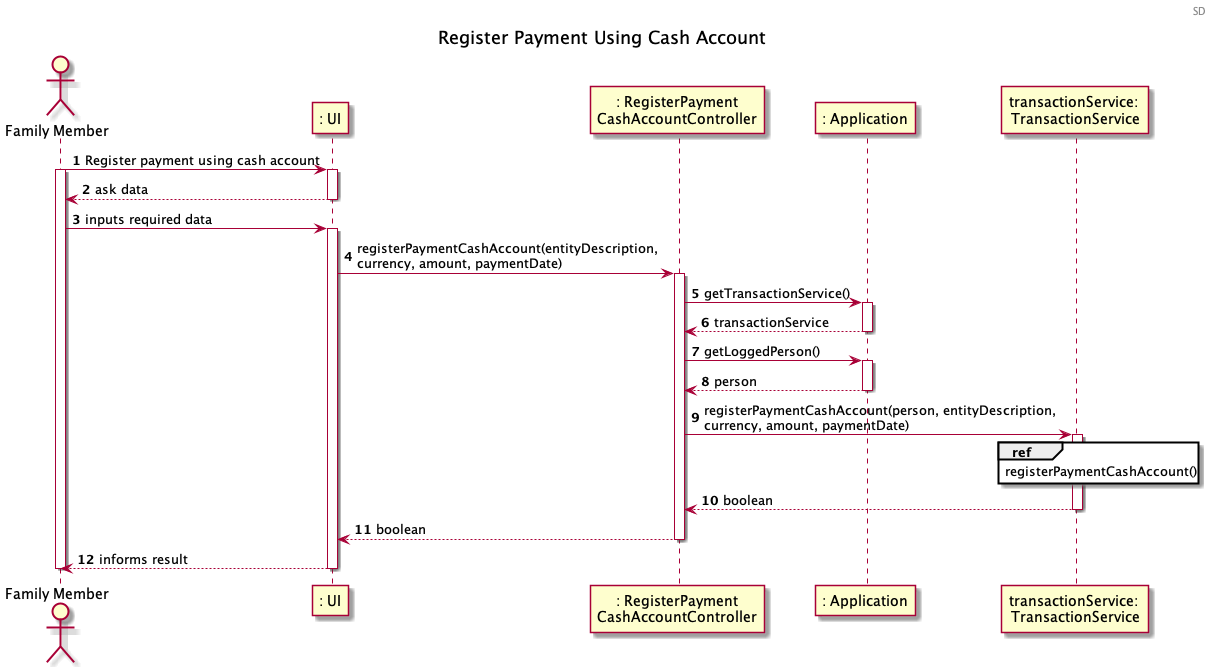 SD
Register Payment Using Cash Account
Family Member
: UI
: RegisterPayment
CashAccountController
: Application
transactionService:
TransactionService
1 Register payment using cash account
2 ask data
3 inputs required data
4 registerPaymentCashAccount(entityDescription,
currency, amount, paymentDate)
5 getTransactionService()
6 transactionService
7 getLoggedPerson()
8 person
9 registerPaymentCashAccount(person, entityDescription,
currency, amount, paymentDate)
ref
registerPaymentCashAccount()
10 boolean
11 boolean
12 informs result
Family Member
: UI
: RegisterPayment
CashAccountController
: Application
transactionService:
TransactionService